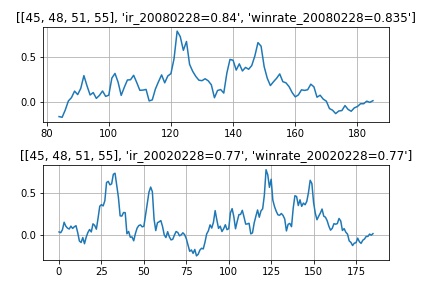 [[45, 48, 51, 55], 'ir_20080228=0.84', 'winrate_20080228=0.835']
0.5
0.0
80 100 120 140 160 180
[[45, 48, 51, 55], 'ir_20020228=0.77', 'winrate_20020228=0.77']
0.5
0.0
0 25 50 75 100 125 150 175